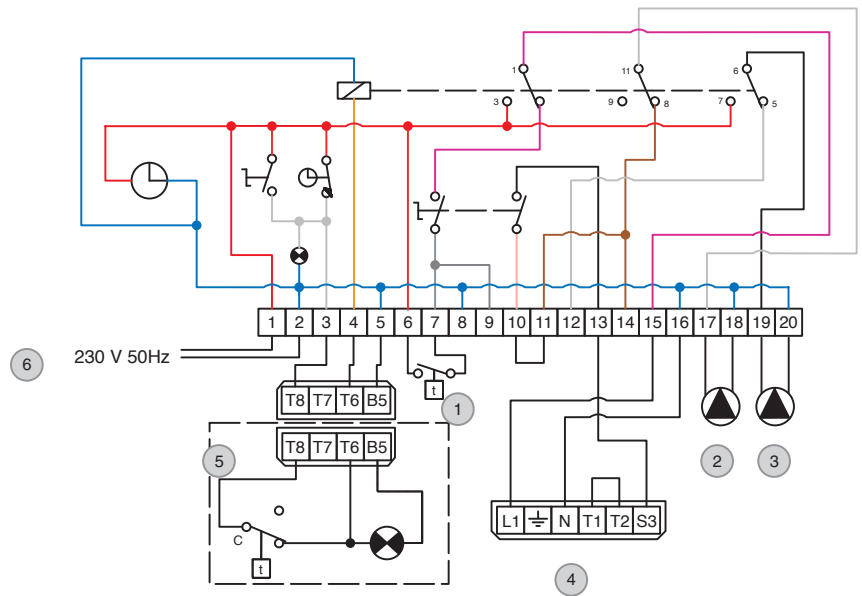 1 11 6
3 9 8 7 5
1 2 3 4 5 6 7 8 9 10 11 12 13 14 15 16 17 18 19 20
6 230 V 50Hz
t 1
T8 T7 T6 B5
2 3
5 T8 T7 T6 B5
L1 N T1 T2 S3
C
t
4